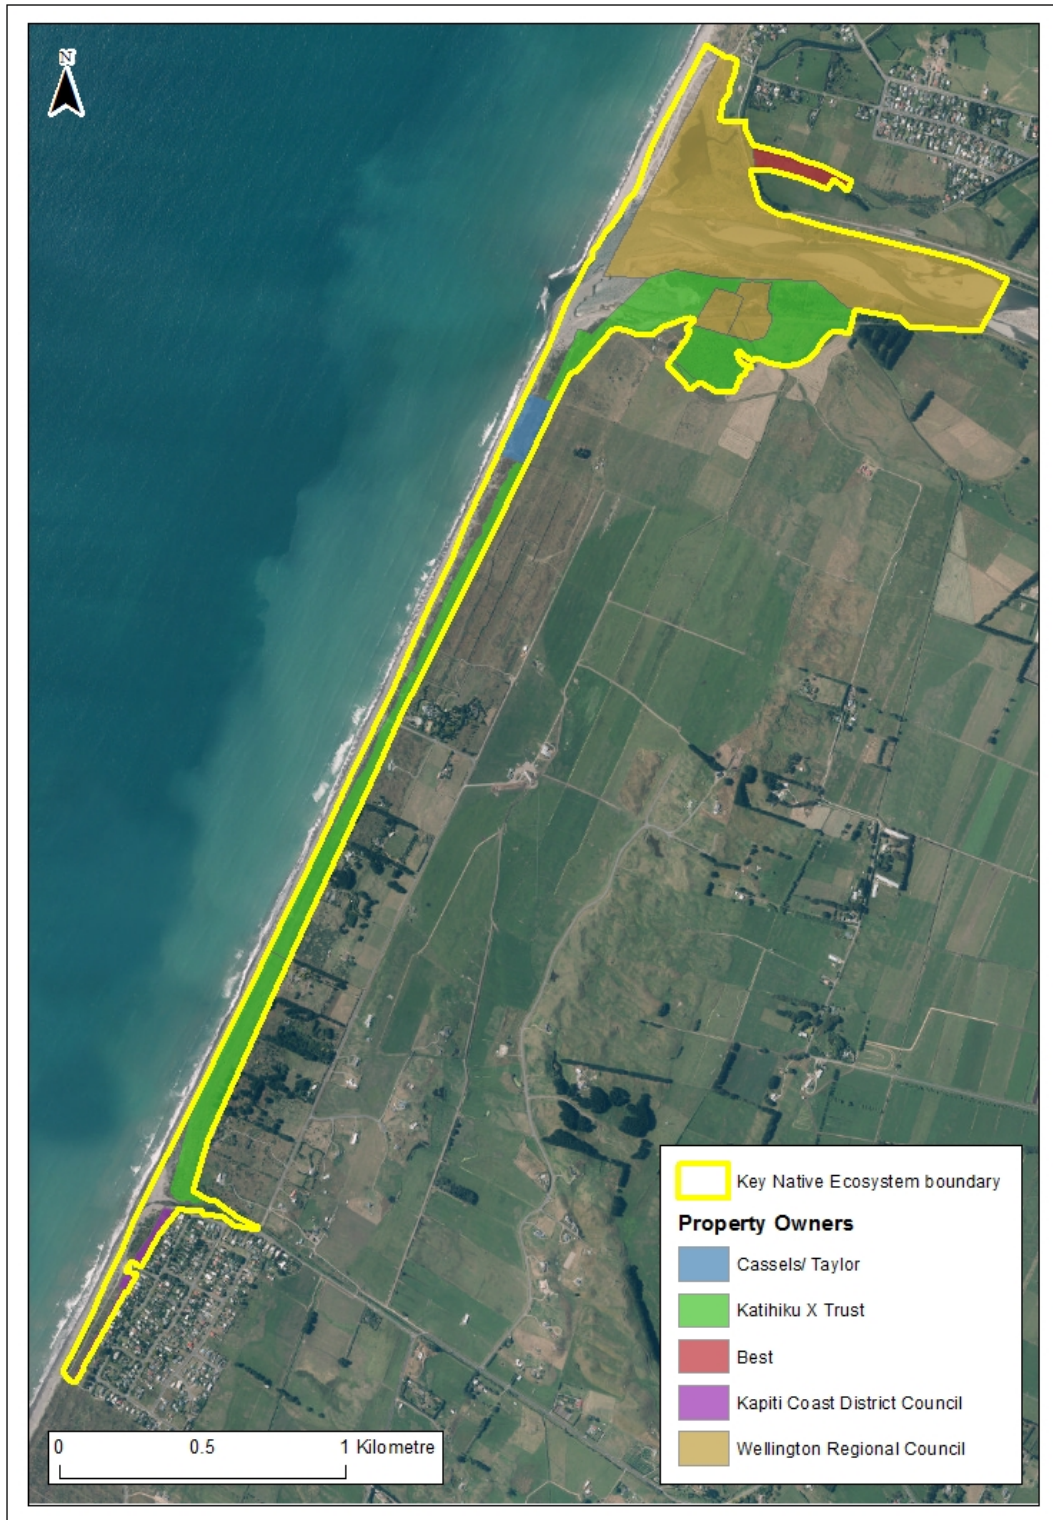 N
Key Native Ecosystem boundary
Property Owners
Cassels/ Taylor
Katihiku X Trust
Best
Kapiti Coast District Council
Wellington Regional Council
0 0.5 1 Kilometre